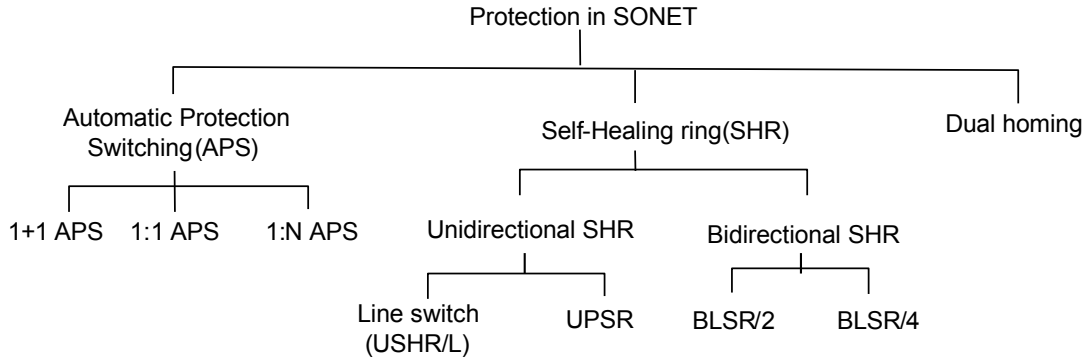 Protection in SONET
Automatic Protection
Switching(APS)
Self-Healing ring(SHR)
Dual homing
1+1 APS
1:1 APS
1:N APS
Unidirectional SHR
Bidirectional SHR
Line switch
(USHR/L)
UPSR
BLSR/2
BLSR/4